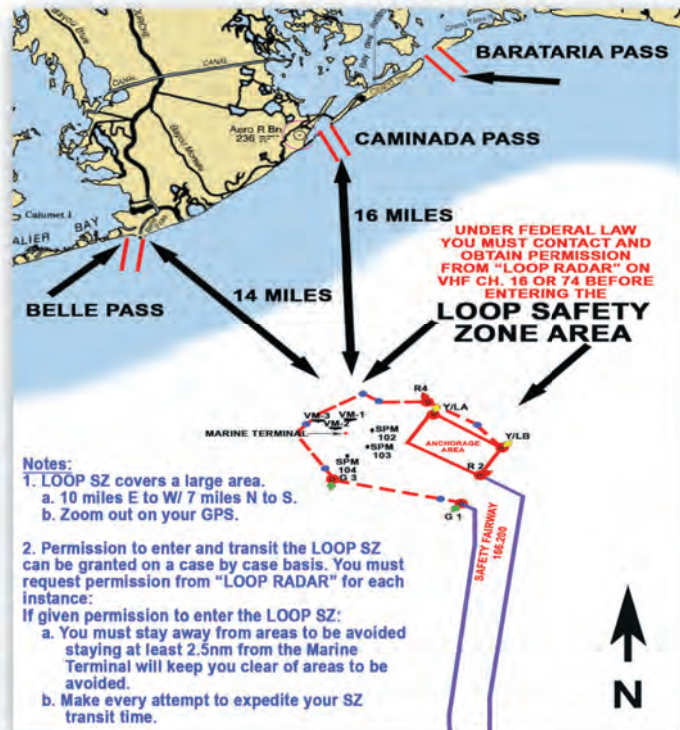 Grand Terre I
BARATARIA PASS
CANAL
CANAL
Aero R Bn
236
CAMINADA PASS
Bayou Moreau
Calumet I
ALIER BAY
16 MILES
14 MILES
BELLE PASS
UNDER FEDERAL LAW
YOU MUST CONTACT AND
OBTAIN PERMISSION
FROM “LOOP RADAR” ON
VHF CH. 16 OR 74 BEFORE
ENTERING THE
LOOP SAFETY
ZONE AREA
R4
Y/LA
VM-3
VM-1
VM-2
MARINE TERMINAL
SPM
102
SPM
103
ANCHORAGE
AREA
Y/LB
SPM
104
G 3
R 2
G 1
SAFETY FAIRWAY
166.200
Notes:
1. LOOP SZ covers a large area.
a. 10 miles E to W/ 7 miles N to S.
b. Zoom out on your GPS.
2. Permission to enter and transit the LOOP SZ
can be granted on a case by case basis. You must
request permission from “LOOP RADAR” for each
instance:
If given permission to enter the LOOP SZ:
a. You must stay away from areas to be avoided
staying at least 2.5nm from the Marine
Terminal will keep you clear of areas to be
avoided.
b. Make every attempt to expedite your SZ
transit time.
N